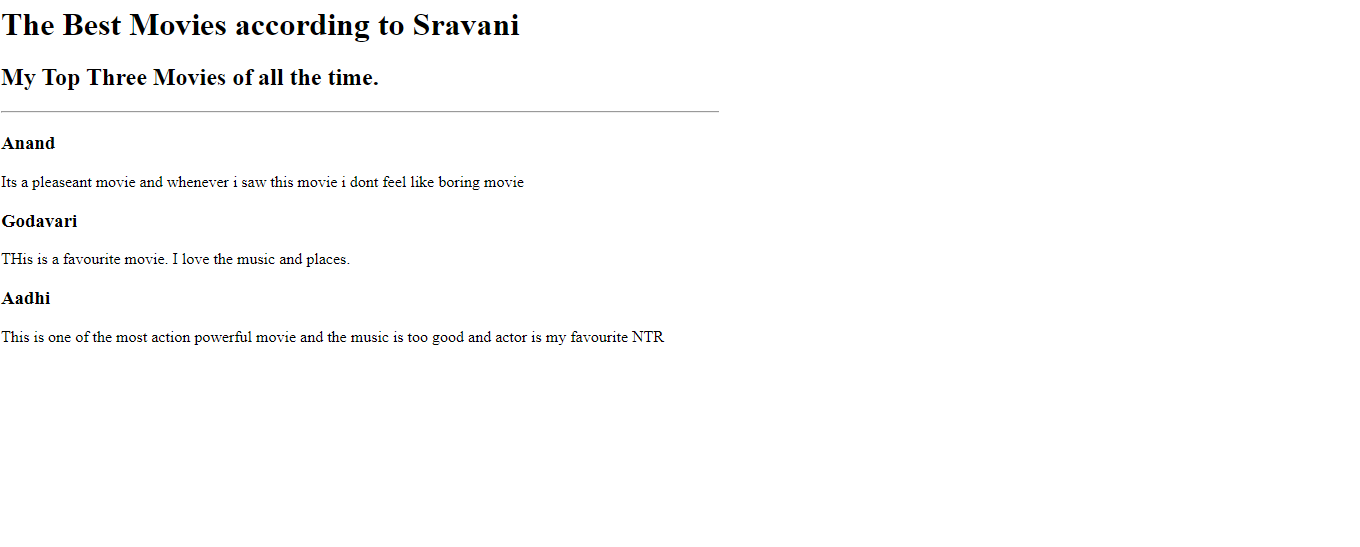 The Best Movies according to Sravani
My Top Three Movies of all the time.
Anand
Its a pleaseant movie and whenever i saw this movie i dont feel like boring movie
Godavari
THis is a favourite movie. I love the music and places.
Aadhi
This is one of the most action powerful movie and the music is too good and actor is my favourite NTR